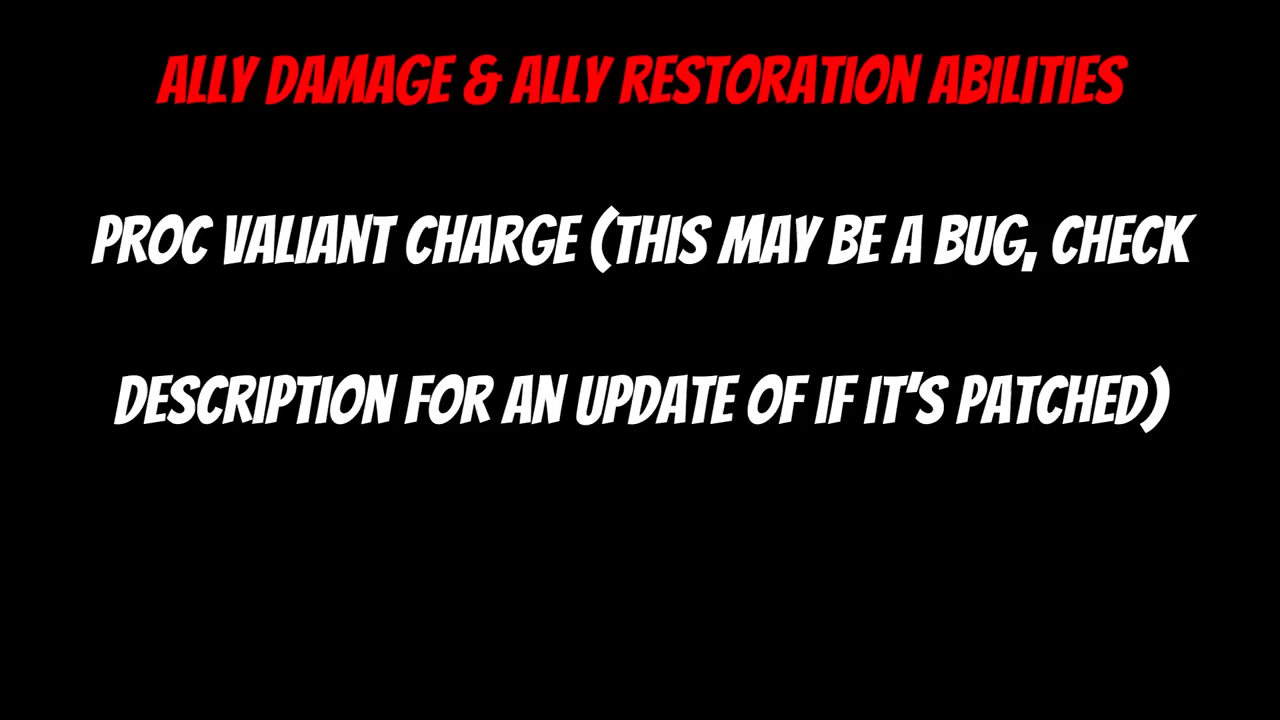 ALLY DAMAGE & ALLY RESTORATION ABILITIES
PROC VALIANT CHARGE (THIS MAY BE A BUG, CHECK
DESCRIPTION FOR AN UPDATE OF IF IT'S PATCHED)